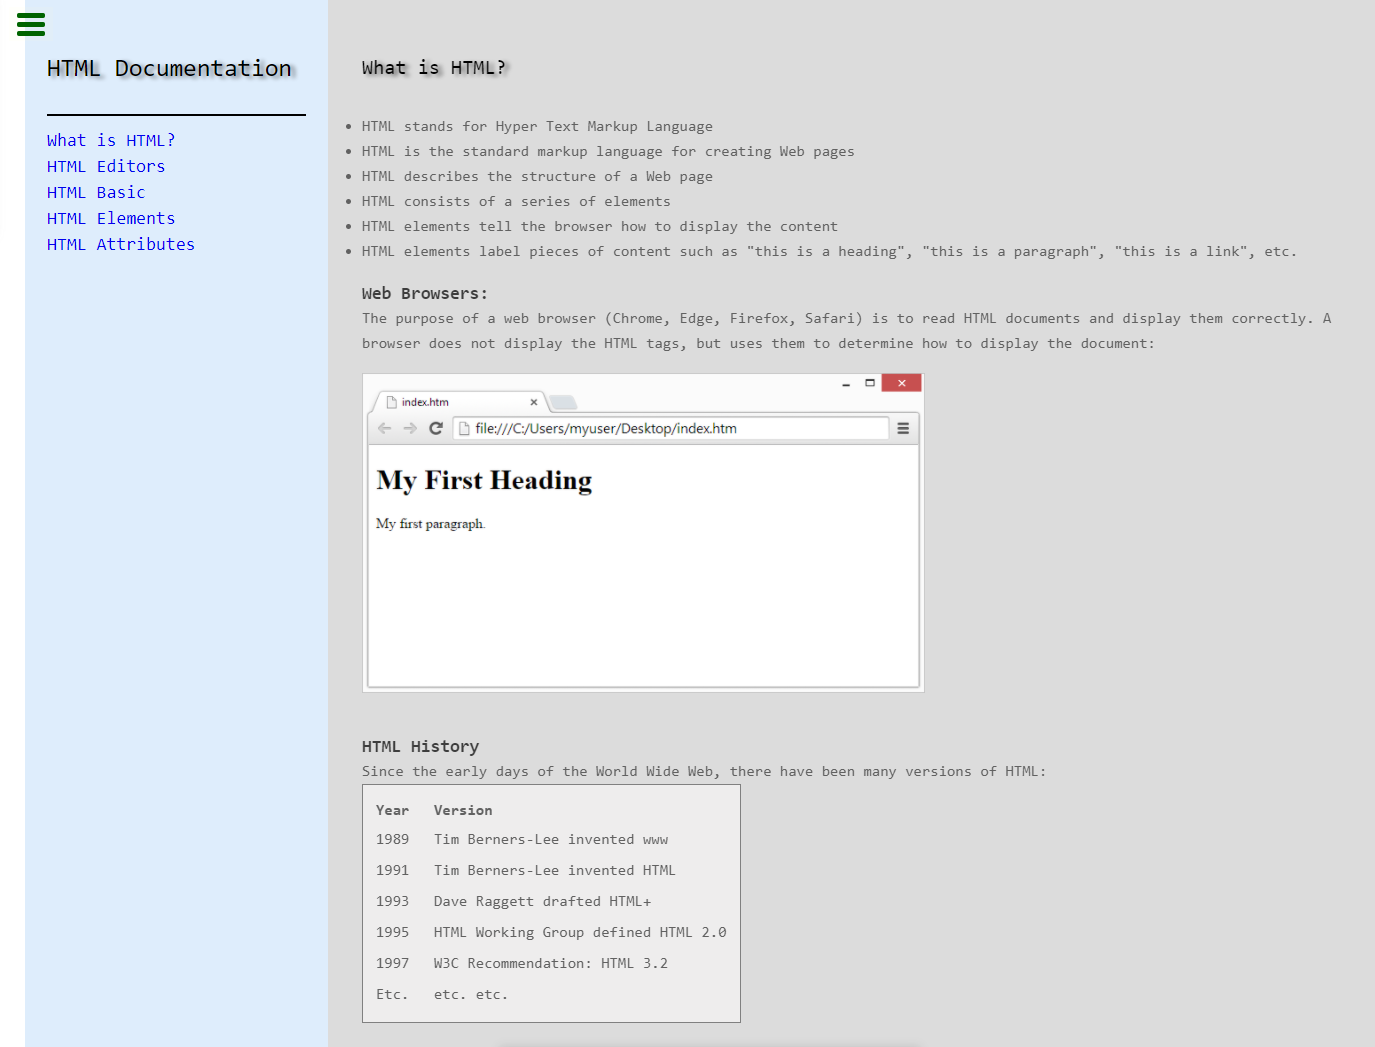 HTML Documentation
What is HTML?
HTML Editors
HTML Basic
HTML Elements
HTML Attributes
What is HTML?
HTML stands for Hyper Text Markup Language
HTML is the standard markup language for creating Web pages
HTML describes the structure of a Web page
HTML consists of a series of elements
HTML elements tell the browser how to display the content
HTML elements label pieces of content such as "this is a heading", "this is a paragraph", "this is a link", etc.
Web Browsers:
The purpose of a web browser (Chrome, Edge, Firefox, Safari) is to read HTML documents and display them correctly. A
browser does not display the HTML tags, but uses them to determine how to display the document:
index.htm
file:///C:/Users/myuser/Desktop/index.htm
My First Heading
My first paragraph.
HTML History
Since the early days of the World Wide Web, there have been many versions of HTML:
Year Version
1989 Tim Berners-Lee invented www
1991 Tim Berners-Lee invented HTML
1993 Dave Raggett drafted HTML+
1995 HTML Working Group defined HTML 2.0
1997 W3C Recommendation: HTML 3.2
Etc. etc. etc.